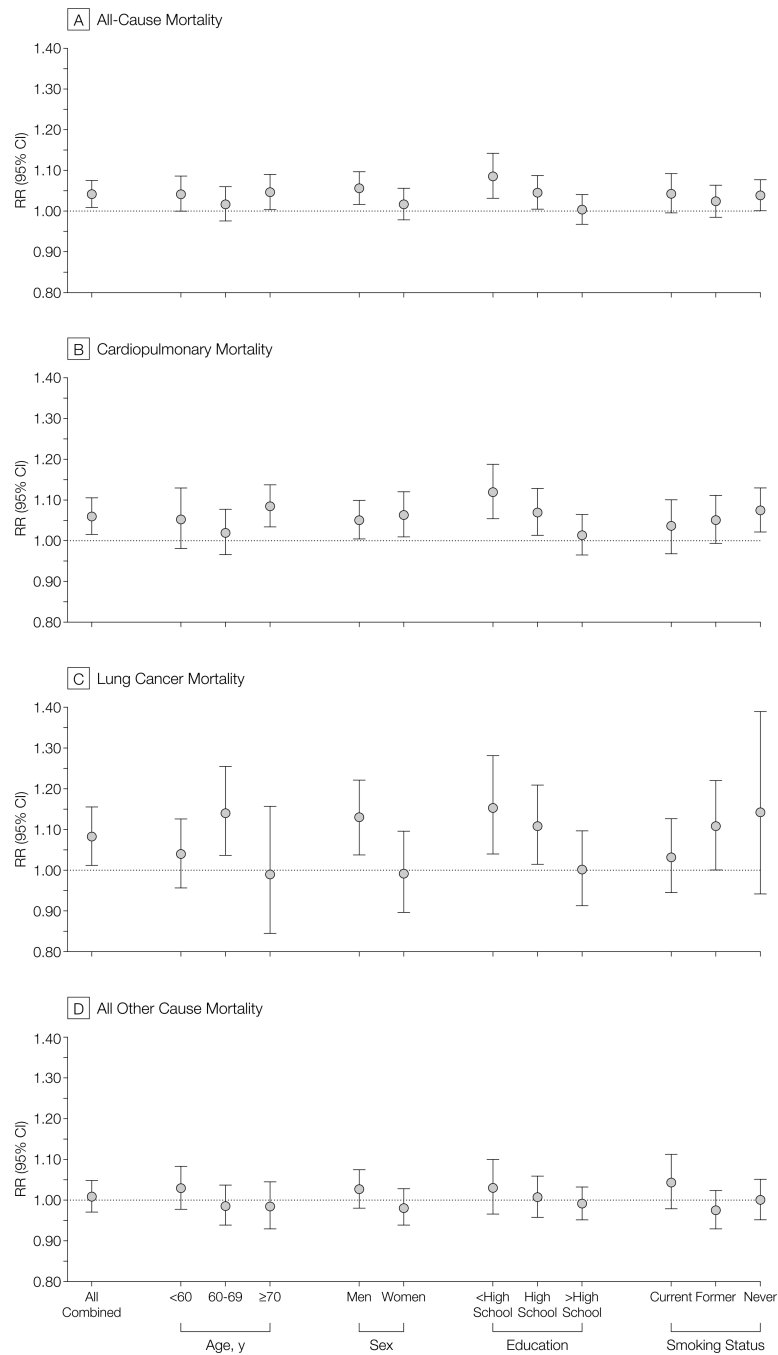 A All-Cause Mortality
RR (95% CI)
1.40
1.30
1.20
1.10
1.00
0.90
0.80
B Cardiopulmonary Mortality
RR (95% CI)
1.40
1.30
1.20
1.10
1.00
0.90
0.80
C Lung Cancer Mortality
RR (95% CI)
1.40
1.30
1.20
1.10
1.00
0.90
0.80
D All Other Cause Mortality
RR (95% CI)
1.40
1.30
1.20
1.10
1.00
0.90
0.80
All <60 60-69 ≥70 Men Women <High High >High Current Former Never
Combined School School School
Age, y Sex Education Smoking Status